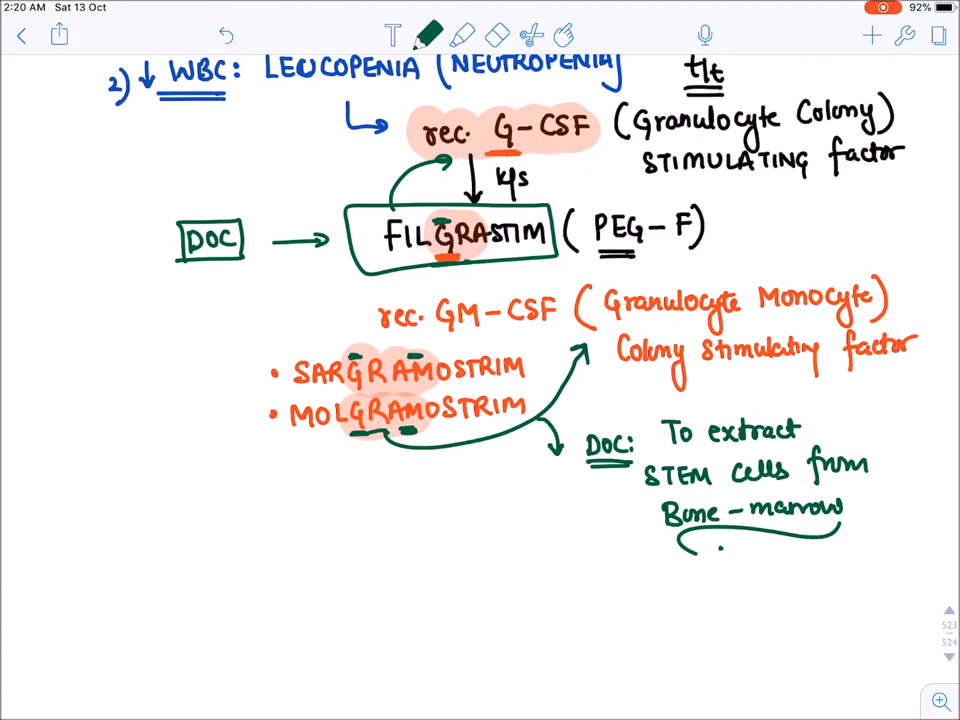 2:20 AM Sat 13 Oct 92%
T
2) ↓ WBC: LEUCOPENIA (NEUTROPENIA) t/t
rec. G-CSF (Granulocyte Colony)
STIMULATING factor
k/s
DOC → FILGRASTIM (PEG-F)
rec. GM-CSF (Granulocyte Monocyte)
Colony stimulating factor
• SARGRAMOSTRIM
• MOLGRAMOSTRIM
DOC: To extract
STEM cells from
Bone-marrow
523
524